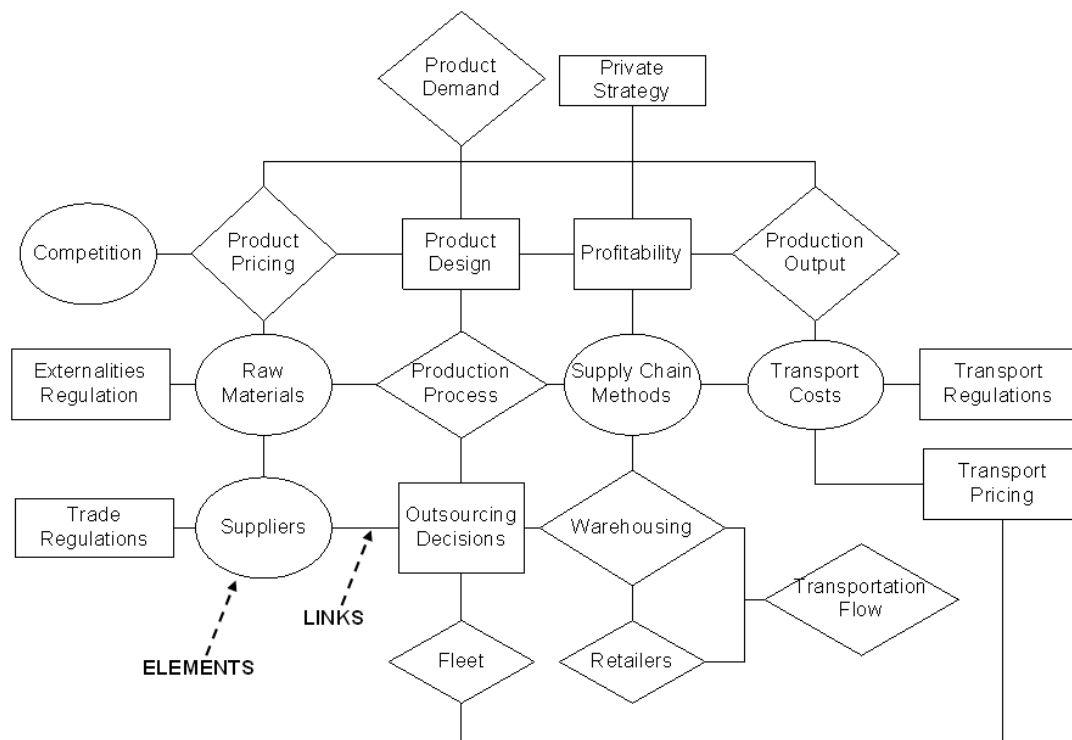 Product
Demand
Private
Strategy
Competition
Product
Pricing
Product
Design
Profitability
Production
Output
Externalities
Regulation
Raw
Materials
Production
Process
Supply Chain
Methods
Transport
Costs
Transport
Regulations
Transport
Pricing
Trade
Regulations
Suppliers
Outsourcing
Decisions
Warehousing
Transportation
Flow
LINKS
ELEMENTS
Fleet
Retailers